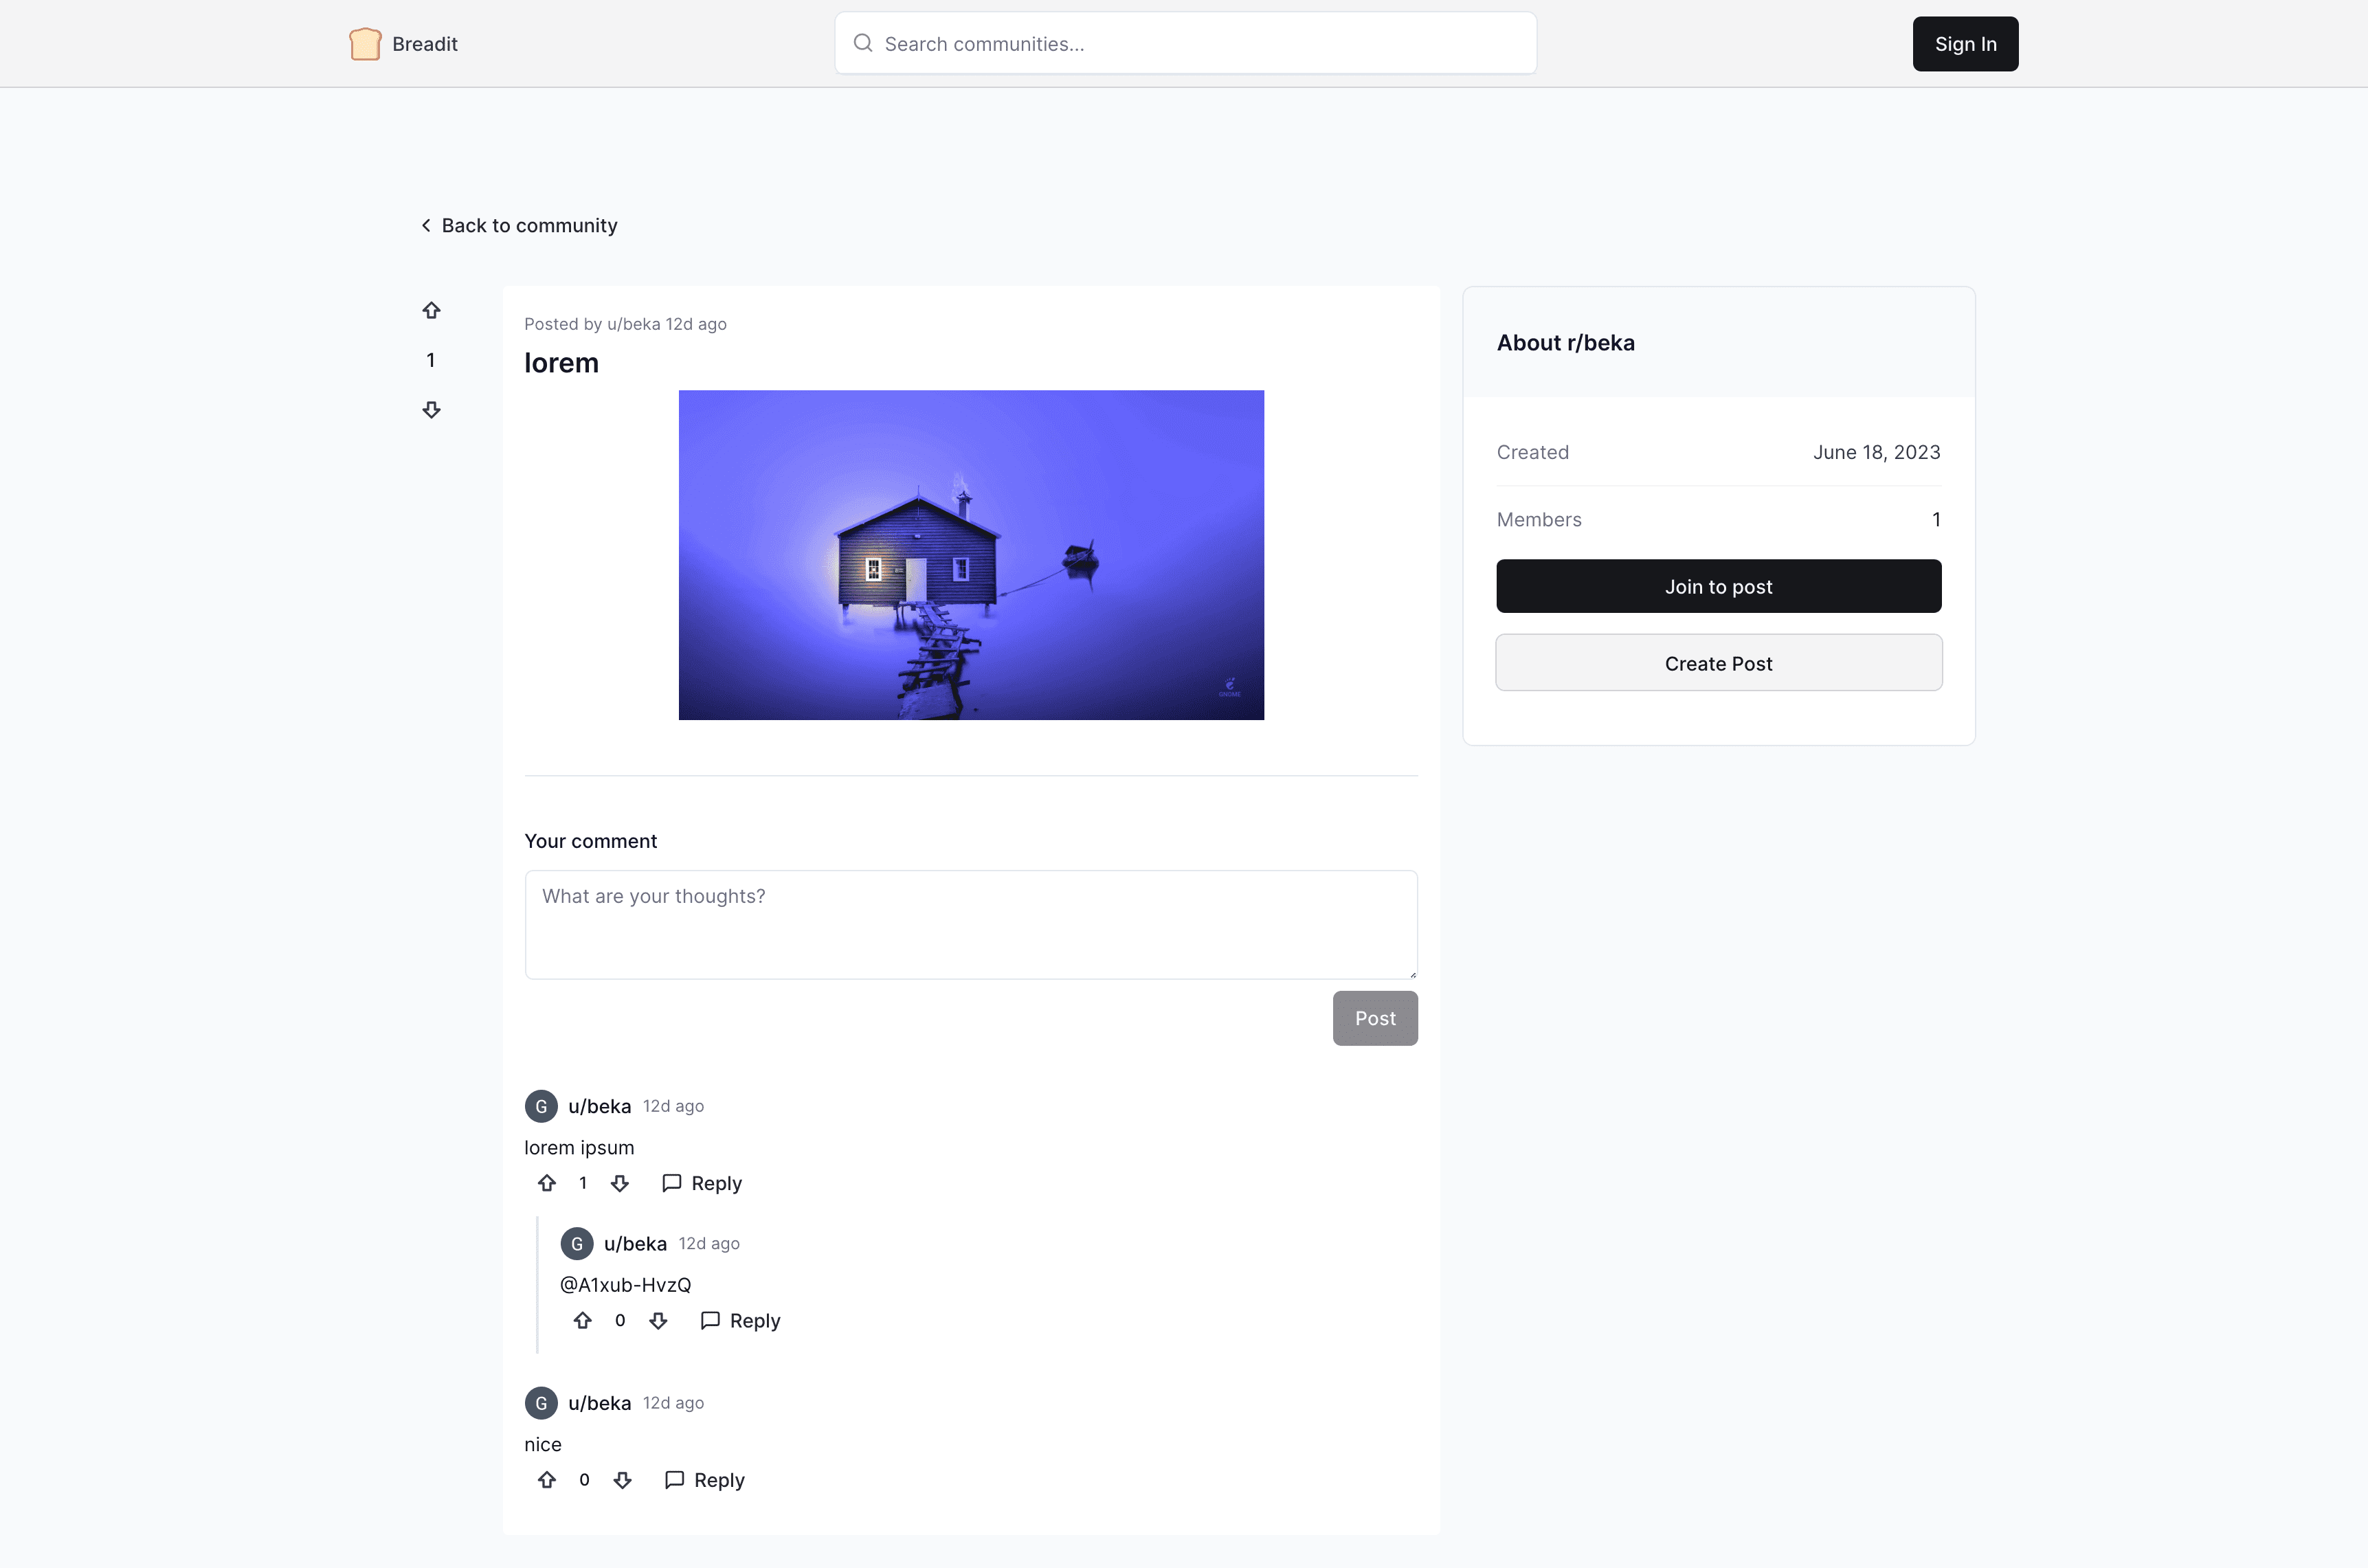 Breadit
Search communities...
Sign In
Back to community
1
Posted by u/beka 12d ago
lorem
GNOME
Your comment
What are your thoughts?
Post
G u/beka 12d ago
lorem ipsum
1 Reply
G u/beka 12d ago
@A1xub-HvzQ
0 Reply
G u/beka 12d ago
nice
0 Reply
About r/beka
Created June 18, 2023
Members 1
Join to post
Create Post